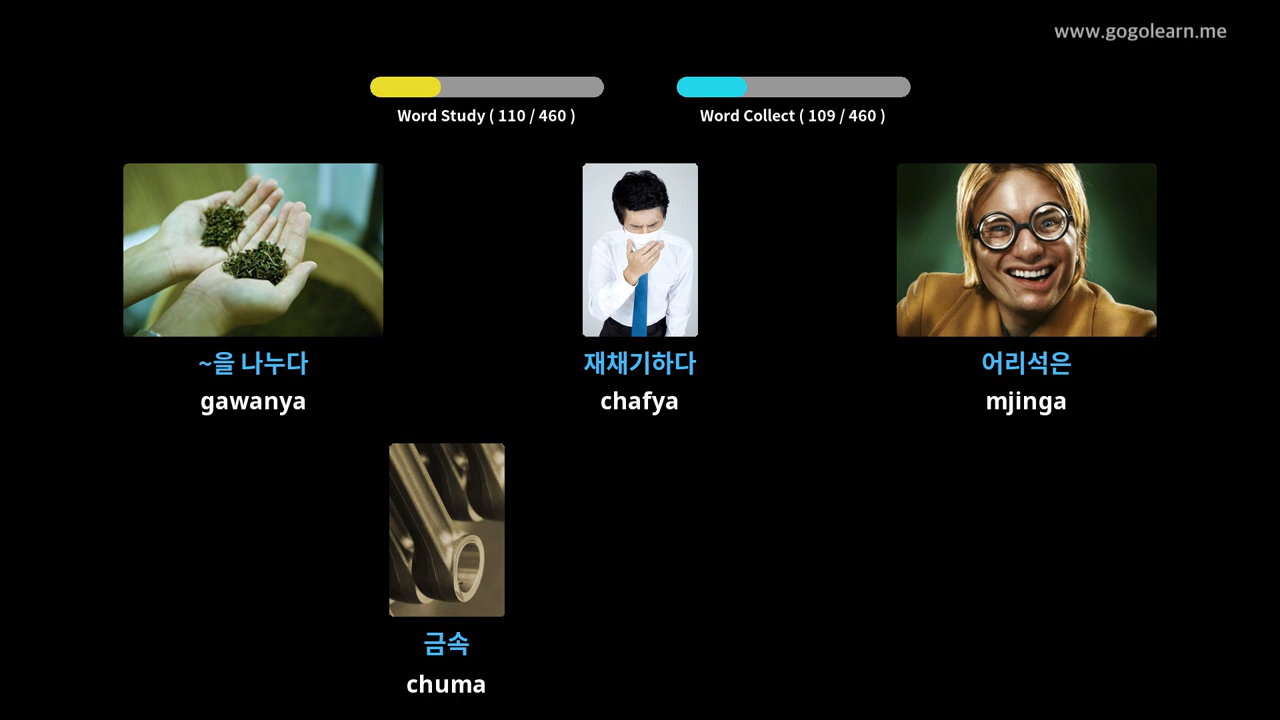 www.gogolearn.me
Word Study ( 110 / 460 )
Word Collect ( 109 / 460 )
~을 나누다
gawanya
재채기하다
chafya
어리석은
mjinga
금속
chuma